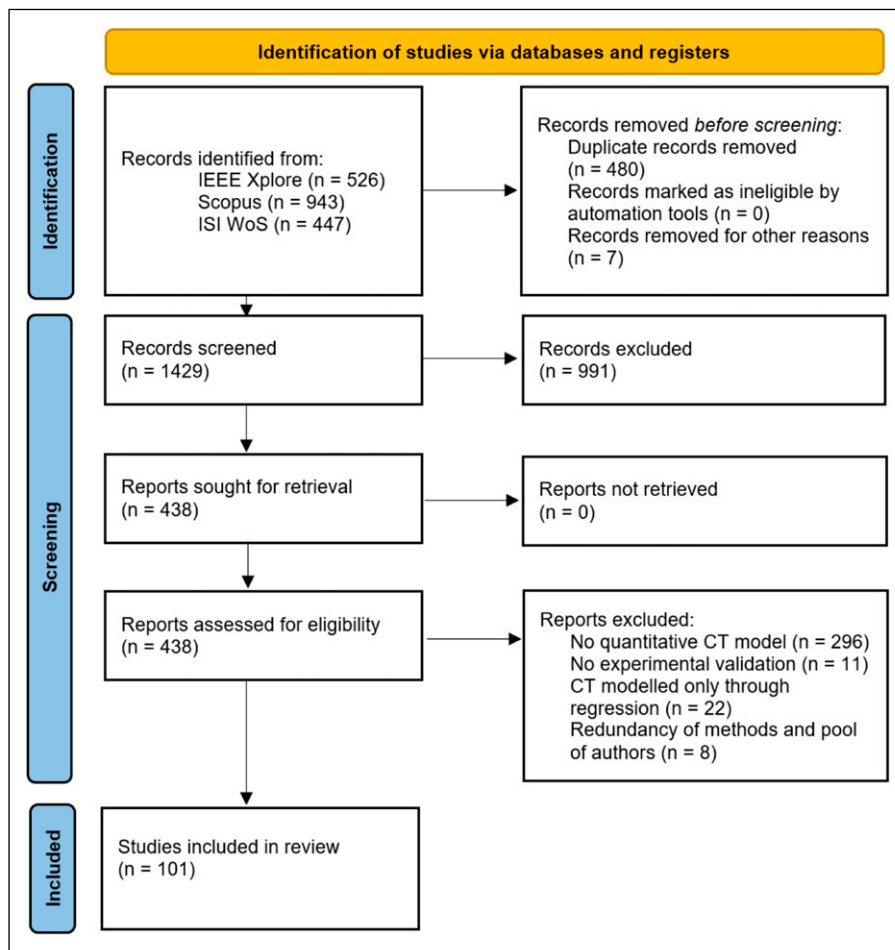 Identification of studies via databases and registers
Identification
Records identified from:
IEEE Xplore (n = 526)
Scopus (n = 943)
ISI WoS (n = 447)
Records removed before screening:
Duplicate records removed
(n = 480)
Records marked as ineligible by
automation tools (n = 0)
Records removed for other reasons
(n = 7)
Screening
Records screened
(n = 1429)
Records excluded
(n = 991)
Reports sought for retrieval
(n = 438)
Reports not retrieved
(n = 0)
Reports assessed for eligibility
(n = 438)
Reports excluded:
No quantitative CT model (n = 296)
No experimental validation (n = 11)
CT modelled only through
regression (n = 22)
Redundancy of methods and pool
of authors (n = 8)
Included
Studies included in review
(n = 101)